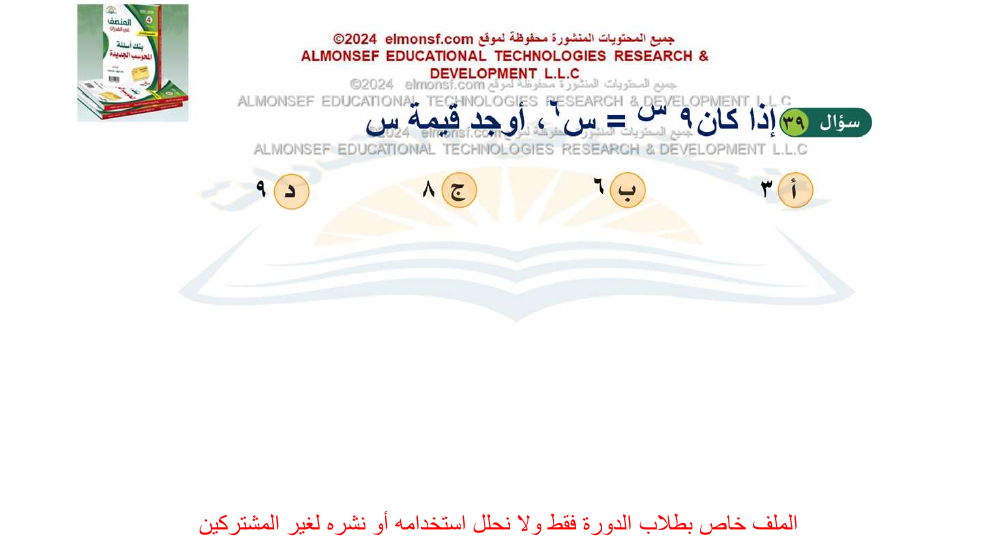 جميع المحتويات المنشورة محفوظة لموقع elmonsf.com ©2024
ALMONSEF EDUCATIONAL TECHNOLOGIES RESEARCH &
DEVELOPMENT L.L.C
جميع المحتويات المنشورة محفوظة لموقع elmonsf.com ©2024
ALMONSEF EDUCATIONAL TECHNOLOGIES RESEARCH & DEVELOPMENT L.L.C
سؤال ٣٩ إذا كان ٩^س = س^٦ ، أوجد قيمة س
جميع المحتويات المنشورة محفوظة لموقع elmonsf.com ©2024
ALMONSEF EDUCATIONAL TECHNOLOGIES RESEARCH & DEVELOPMENT L.L.C
أ ٣ ب ٦ ج ٨ د ٩
الملف خاص بطلاب الدورة فقط ولا نحلل استخدامه أو نشره لغير المشتركين
المنصف
بنك أسئلة
المحوسب الجديدة